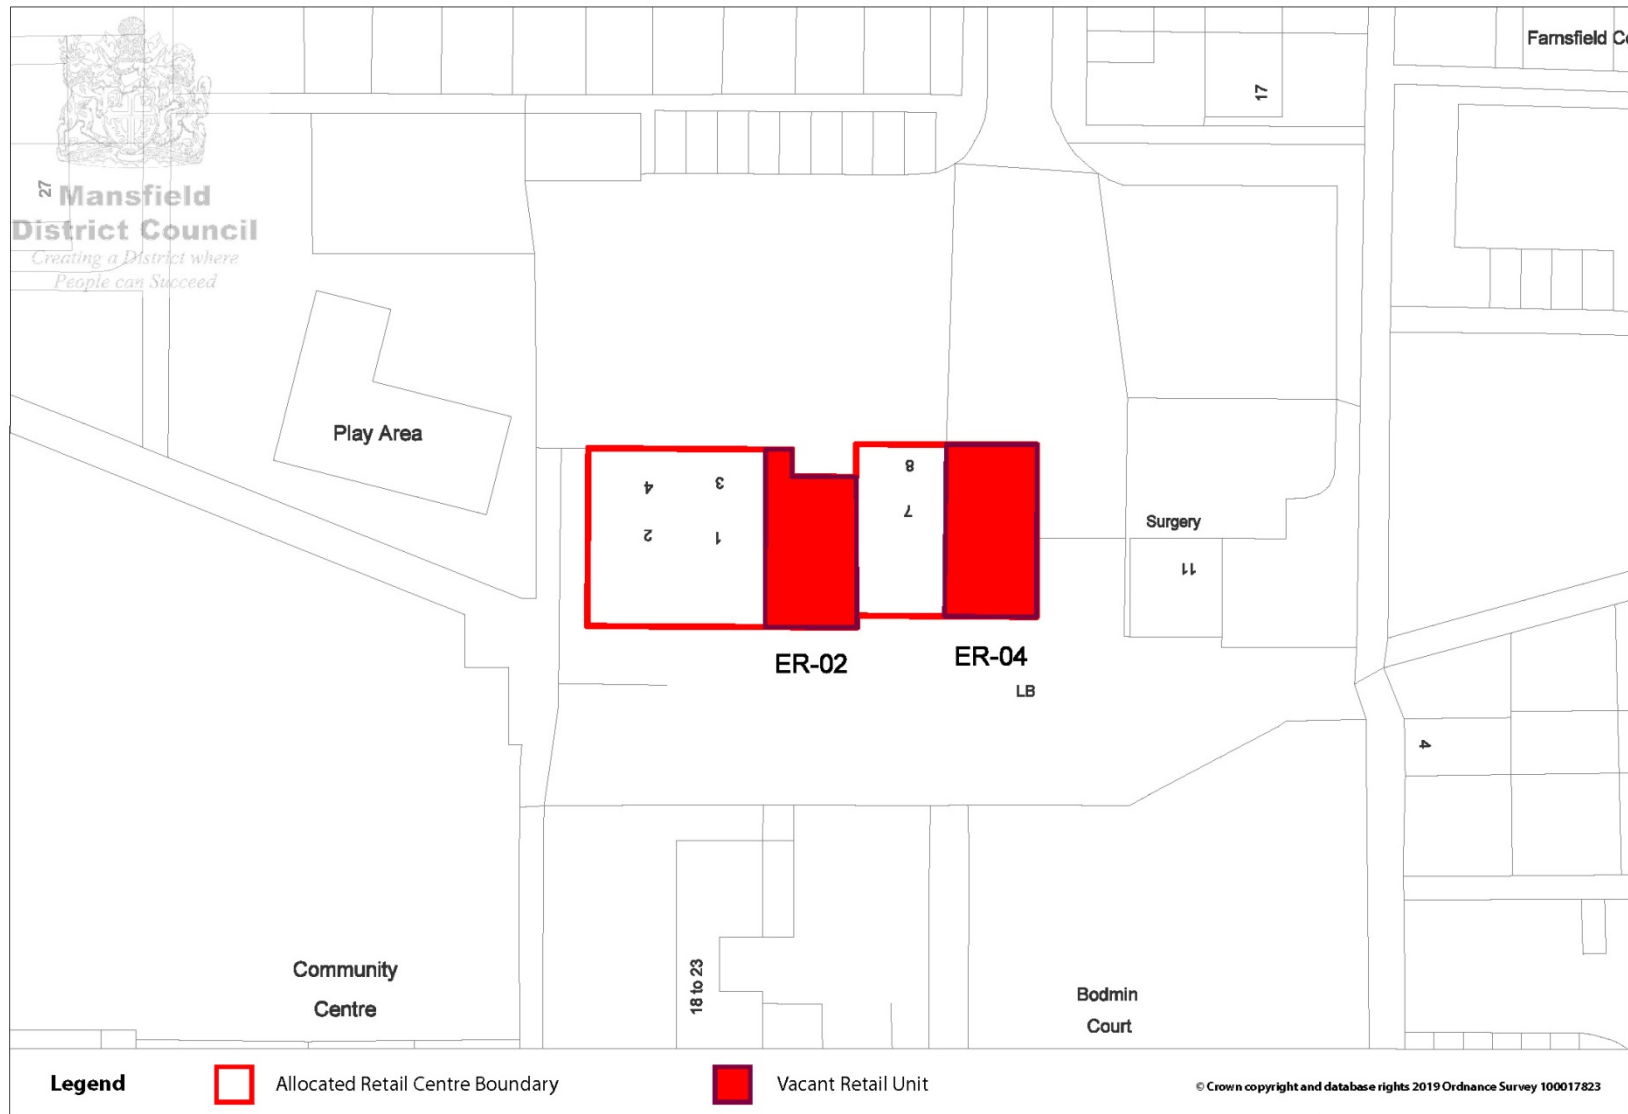 Farnsfield Co
17
27
Mansfield
District Council
Creating a District where
People can Succeed
Play Area
4
3
8
2
1
7
Surgery
11
ER-02
ER-04
LB
4
Community
Centre
18 to 23
Bodmin
Court
Legend
Allocated Retail Centre Boundary
Vacant Retail Unit
© Crown copyright and database rights 2019 Ordnance Survey 100017823